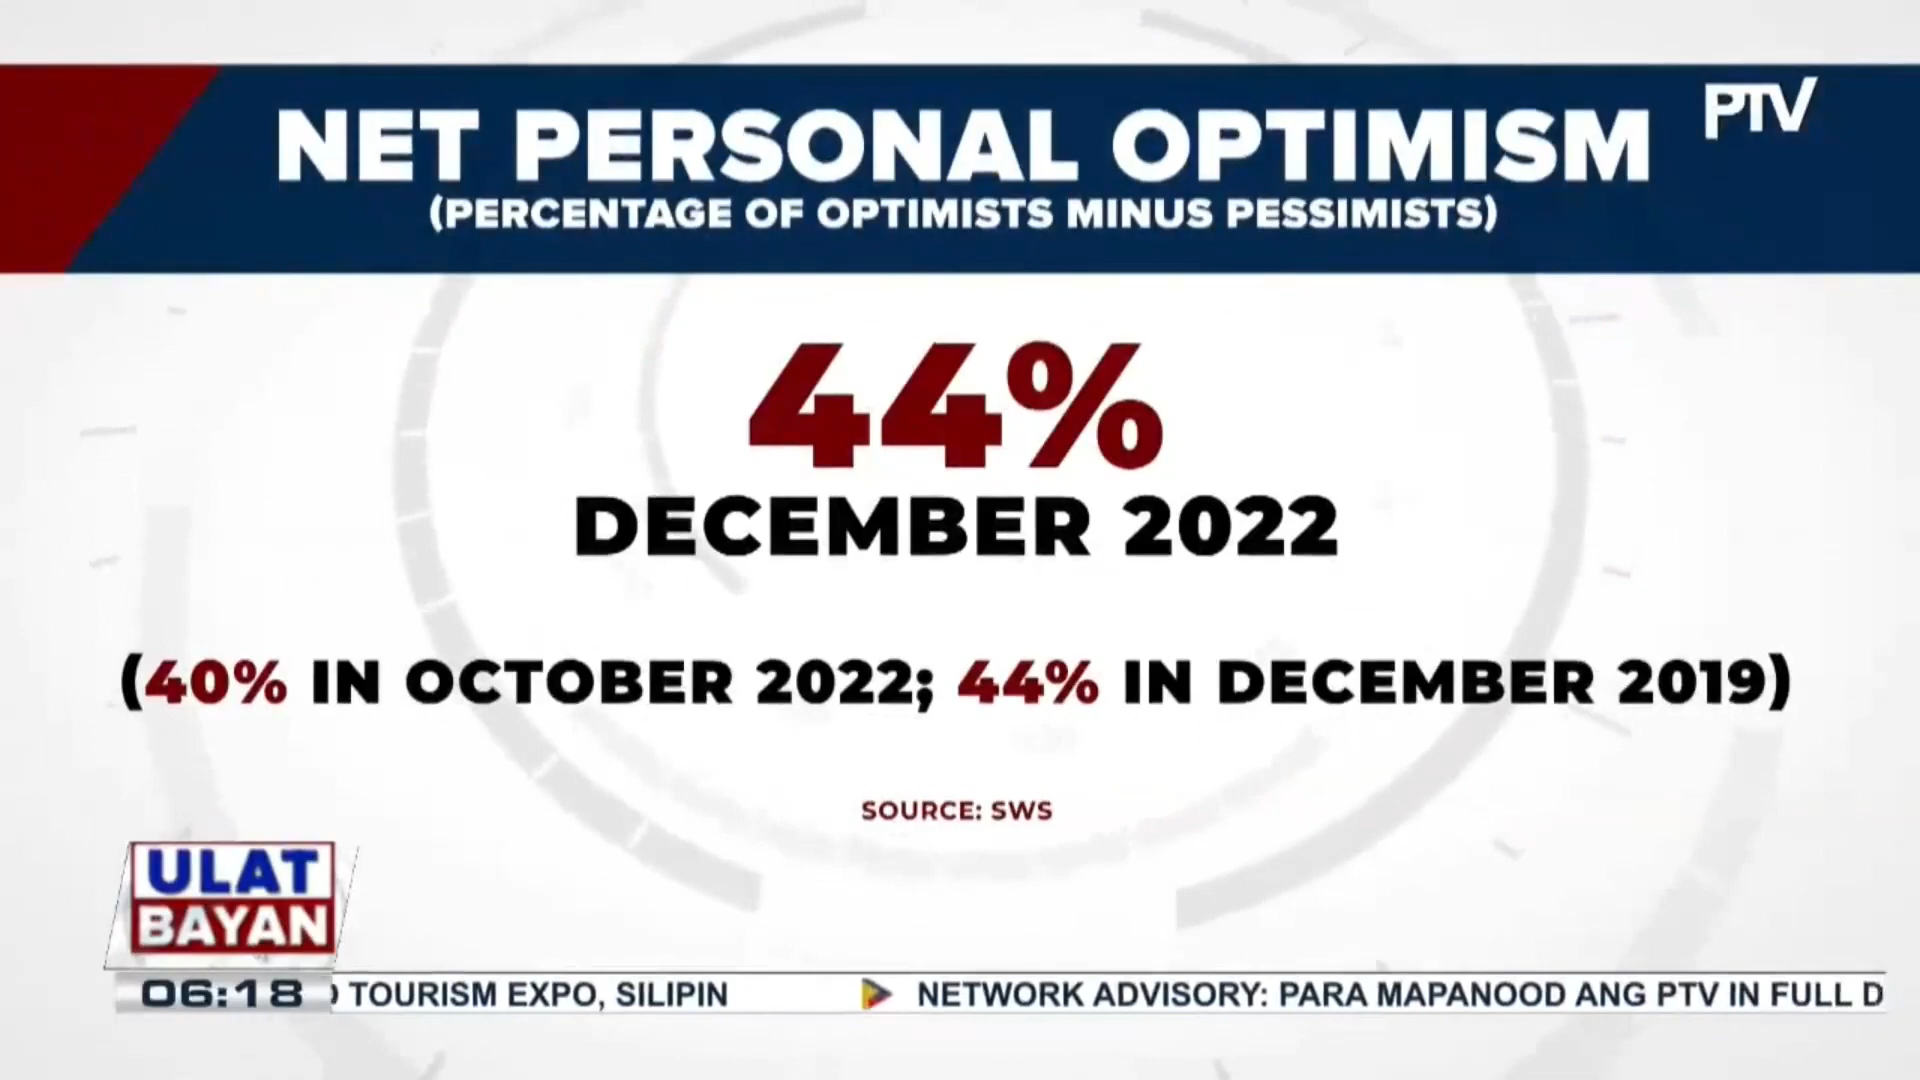 NET PERSONAL OPTIMISM
PTV
(PERCENTAGE OF OPTIMISTS MINUS PESSIMISTS)
44%
DECEMBER 2022
(40% IN OCTOBER 2022; 44% IN DECEMBER 2019)
SOURCE: SWS
ULAT
BAYAN
06:18
TOURISM EXPO, SILIPIN
NETWORK ADVISORY: PARA MAPANOOD ANG PTV IN FULL D